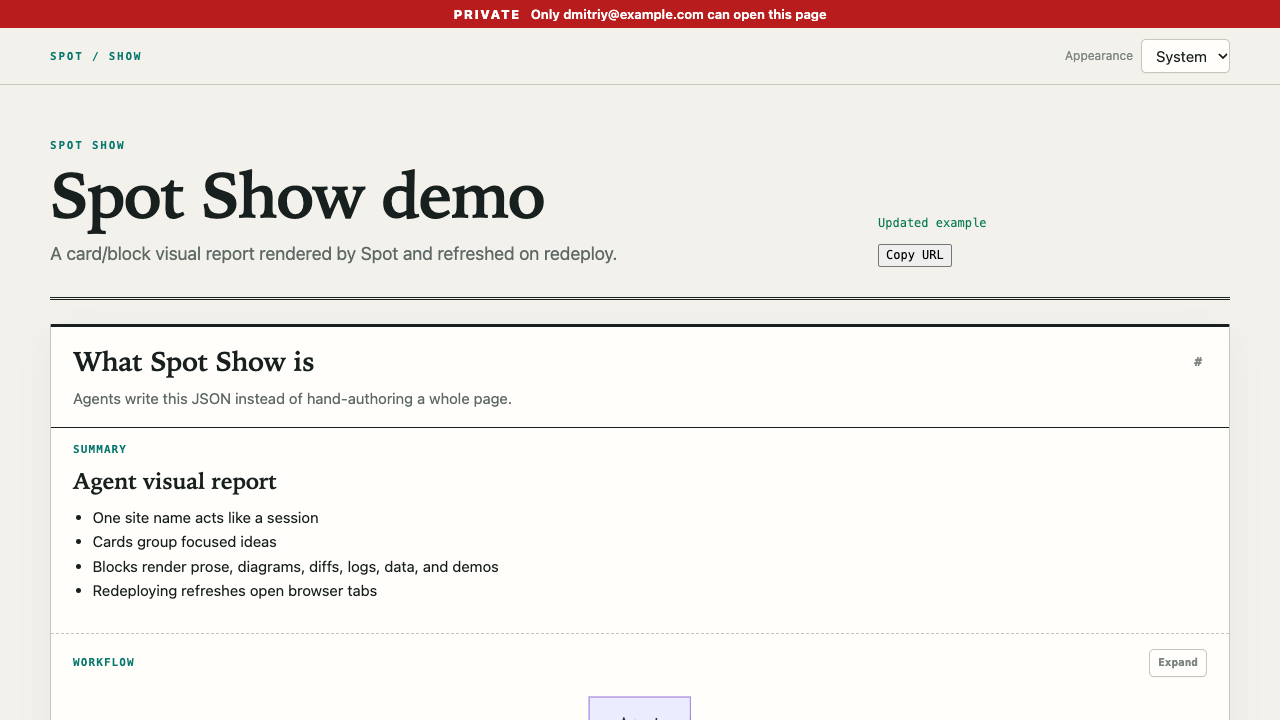 PRIVATE Only dmitriy@example.com can open this page
SPOT / SHOW
Appearance System
SPOT SHOW
Spot Show demo
A card/block visual report rendered by Spot and refreshed on redeploy.
Updated example
Copy URL
What Spot Show is
#
Agents write this JSON instead of hand-authoring a whole page.
SUMMARY
Agent visual report
• One site name acts like a session
• Cards group focused ideas
• Blocks render prose, diagrams, diffs, logs, data, and demos
• Redeploying refreshes open browser tabs
WORKFLOW
Expand